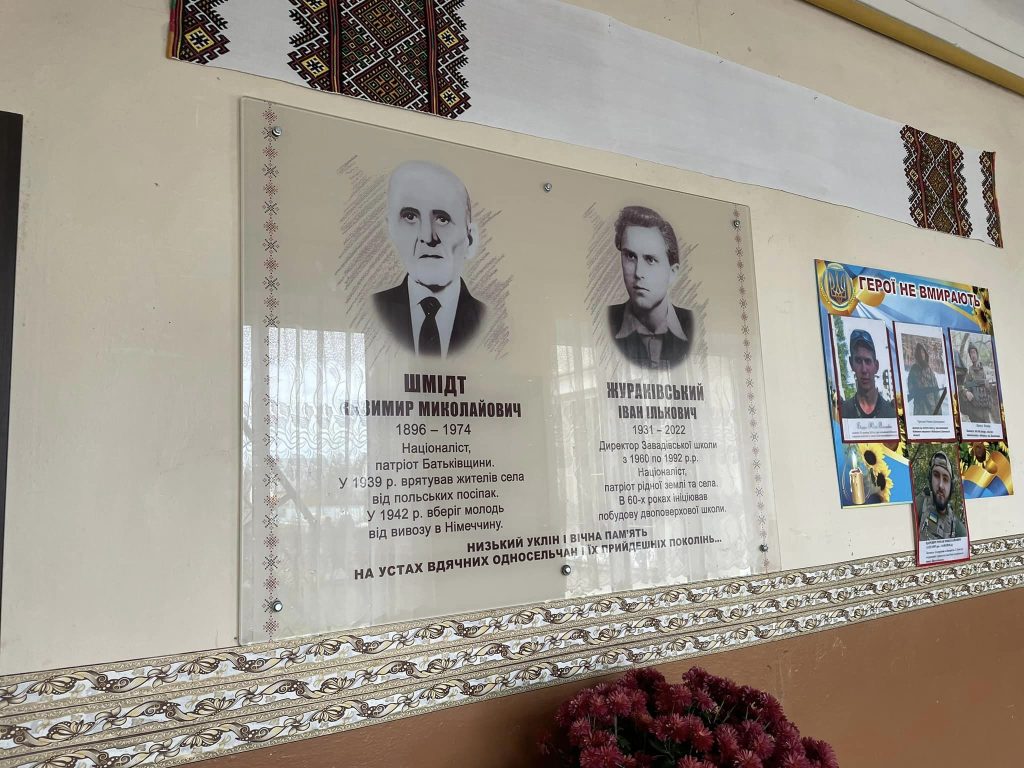 ШМІДТ
КАЗИМИР МИКОЛАЙОВИЧ
1896 – 1974
Націоналіст,
патріот Батьківщини.
У 1939 р. врятував жителів села
від польських посіпак.
У 1942 р. вберіг молодь
від вивозу в Німеччину.
ЖУРАКІВСЬКИЙ
ІВАН ІЛЬКОВИЧ
1931 – 2022
Директор Завадівської школи
з 1960 по 1992 р.р.
Націоналіст,
патріот рідної землі та села.
В 60-х роках ініціював
побудову двоповерхової школи.
НИЗЬКИЙ УКЛІН І ВІЧНА ПАМ'ЯТЬ
НА УСТАХ ВДЯЧНИХ ОДНОСЕЛЬЧАН І ЇХ ПРИЙДЕШНІХ ПОКОЛІНЬ...
ГЕРОЇ НЕ ВМИРАЮТЬ